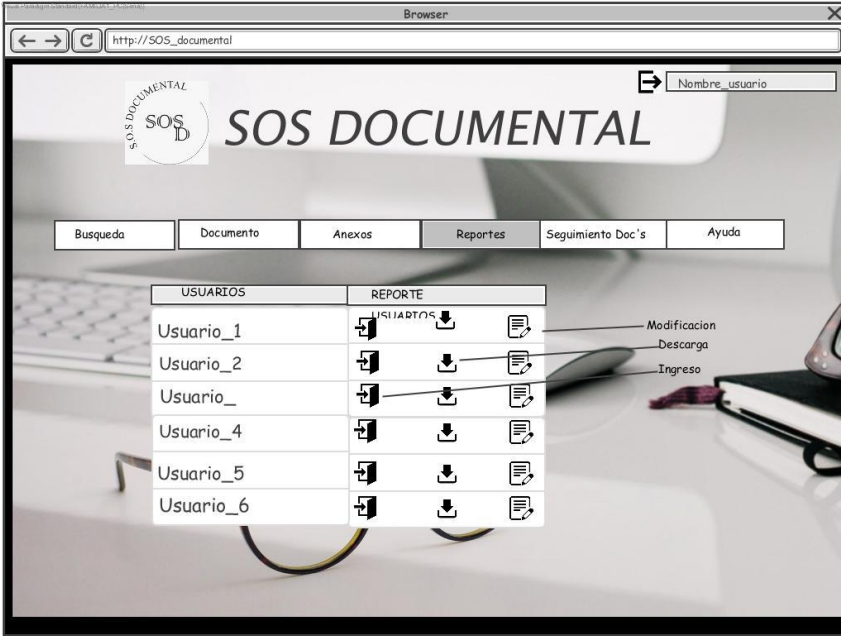 Browser
http://SOS_documental
Nombre_usuario
S.O.S DOCUMENTAL
SOS
D
SOS DOCUMENTAL
Busqueda
Documento
Anexos
Reportes
Seguimiento Doc's
Ayuda
USUARIOS
REPORTE
USUARIOS
Usuario_1
Modificacion
Usuario_2
Descarga
Usuario_
Ingreso
Usuario_4
Usuario_5
Usuario_6